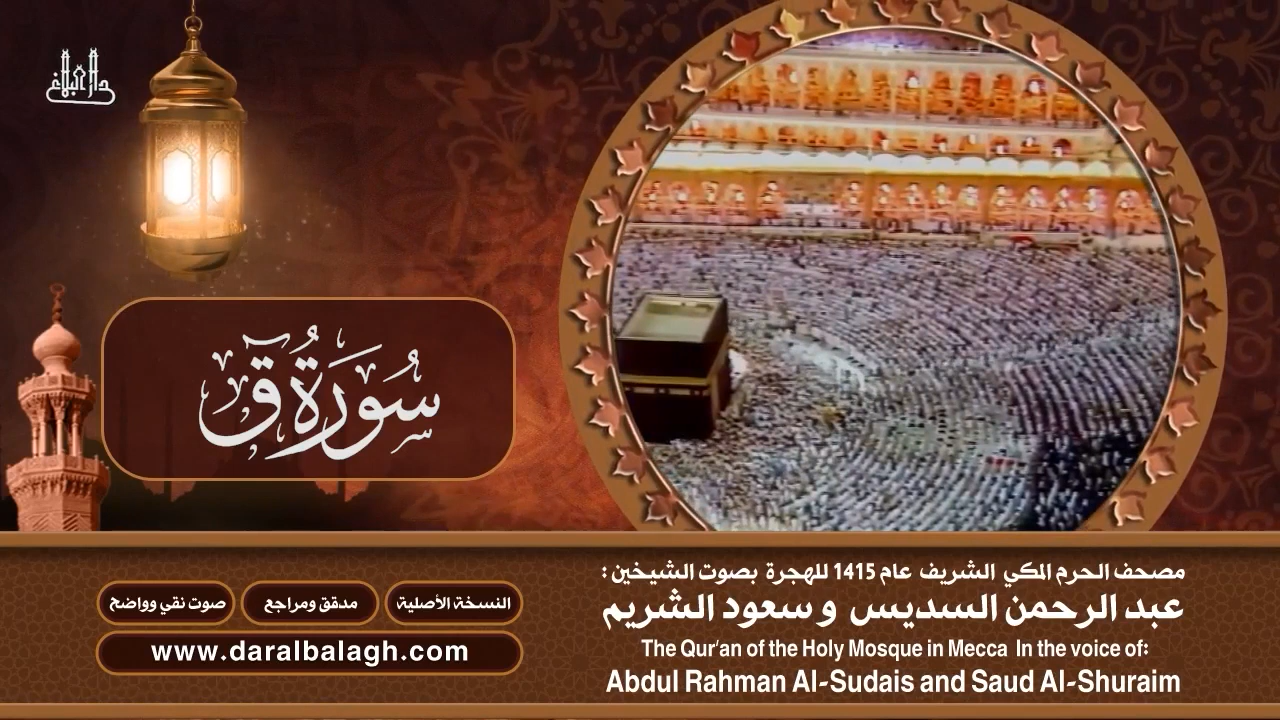 دار البلاغ
سُورَةُ قٓ
مصحف الحرم المكي الشريف عام 1415 للهجرة بصوت الشيخين :
عبد الرحمن السديس و سعود الشريم
The Qur'an of the Holy Mosque in Mecca In the voice of:
Abdul Rahman Al-Sudais and Saud Al-Shuraim
النسخة الأصلية
مدقق ومراجع
صوت نقي وواضح
www.daralbalagh.com